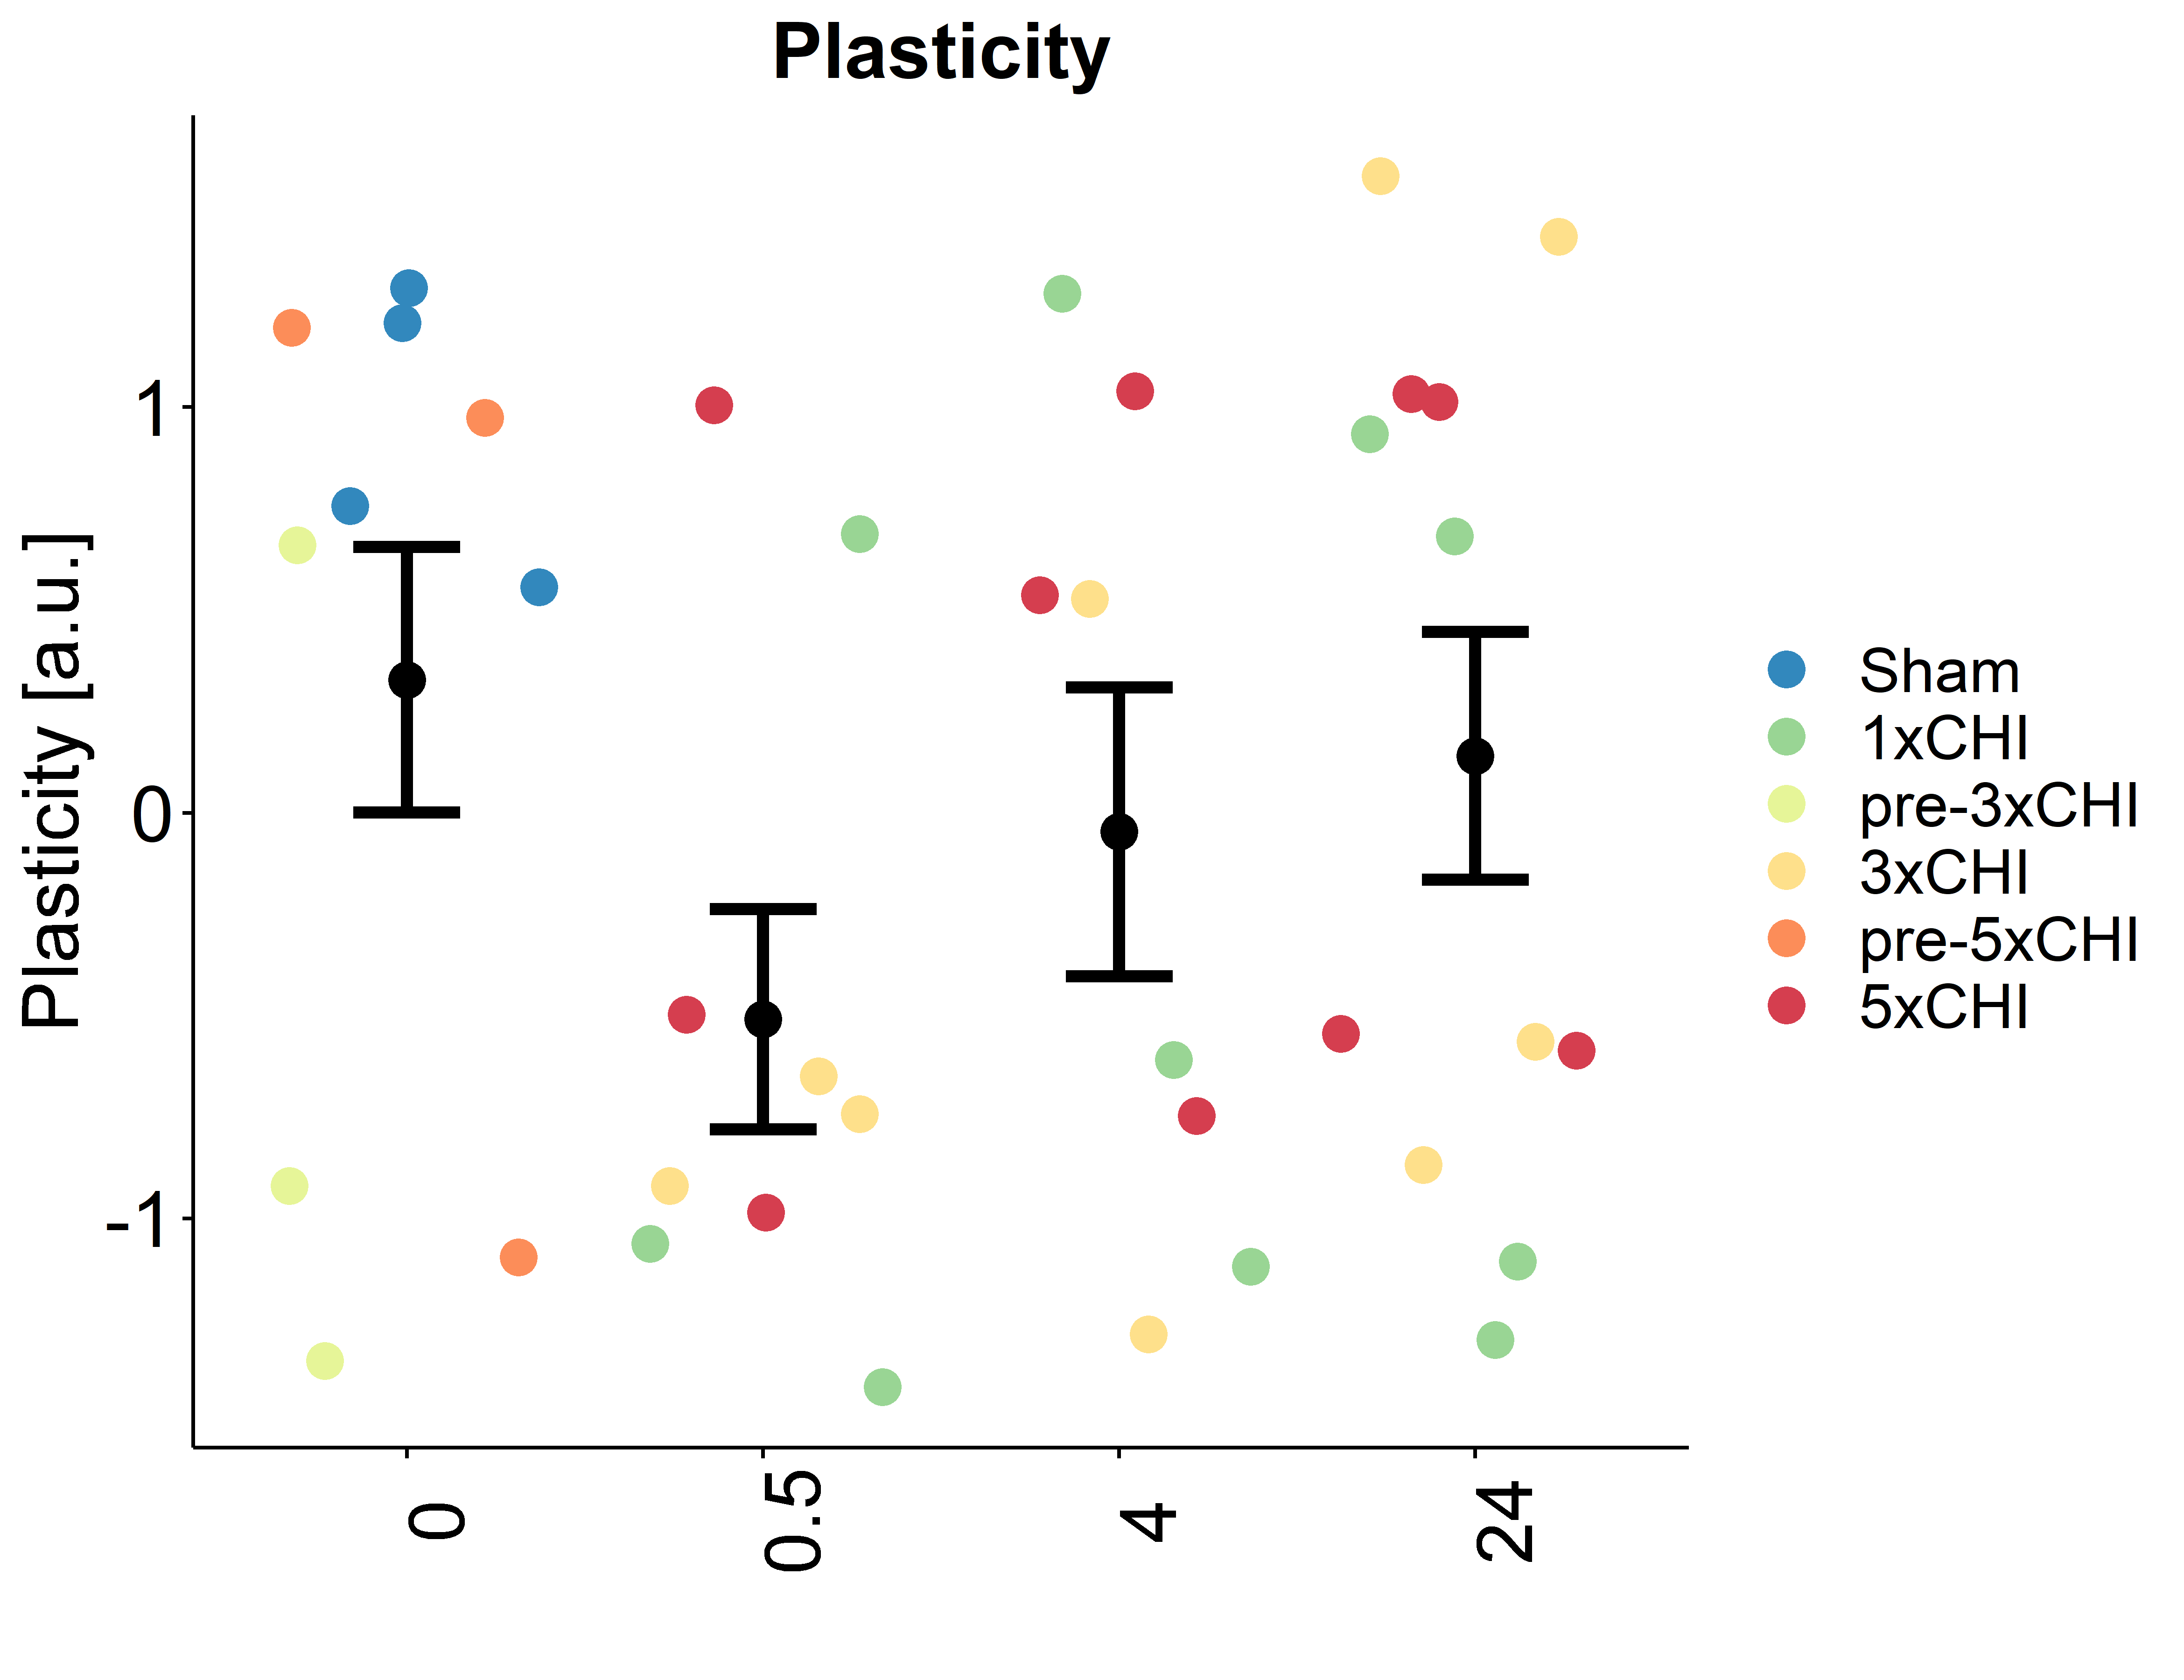 Plasticity
Plasticity [a.u.]
1
0
-1
0
0.5
4
24
Sham
1xCHI
pre-3xCHI
3xCHI
pre-5xCHI
5xCHI